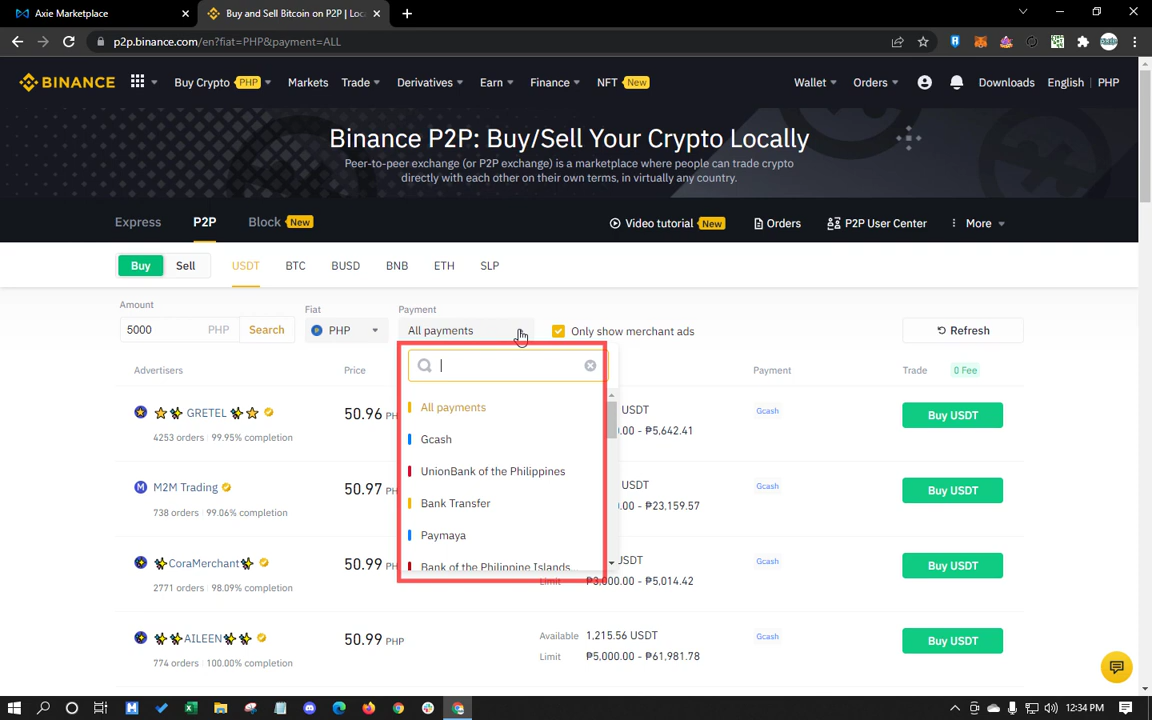 Axie Marketplace
Buy and Sell Bitcoin on P2P | Loc
p2p.binance.com/en?fiat=PHP&payment=ALL
BINANCE
Buy Crypto PHP
Markets
Trade
Derivatives
Earn
Finance
NFT New
Wallet
Orders
Downloads
English | PHP
Binance P2P: Buy/Sell Your Crypto Locally
Peer-to-peer exchange (or P2P exchange) is a marketplace where people can trade crypto
directly with each other on their own terms, in virtually any country.
Express
P2P
Block New
Video tutorial New
Orders
P2P User Center
More
Buy
Sell
USDT
BTC
BUSD
BNB
ETH
SLP
Amount
Fiat
Payment
5000 PHP
Search
PHP
All payments
Only show merchant ads
Refresh
Advertisers
Price
Payment
Trade
0 Fee
All payments
Gcash
UnionBank of the Philippines
Bank Transfer
Paymaya
Bank of the Philippine Islands
GRETEL
4253 orders | 99.95% completion
50.96 PH
USDT
.00 - ₱5,642.41
Gcash
Buy USDT
M M2M Trading
738 orders | 99.06% completion
50.97 PH
USDT
.00 - ₱23,159.57
Gcash
Buy USDT
CoraMerchant
2771 orders | 98.09% completion
50.99 PH
USDT
Limit ₱3,000.00 - ₱5,014.42
Gcash
Buy USDT
AILEEN
774 orders | 100.00% completion
50.99 PHP
Available 1,215.56 USDT
Limit ₱5,000.00 - ₱61,981.78
Gcash
Buy USDT
12:34 PM